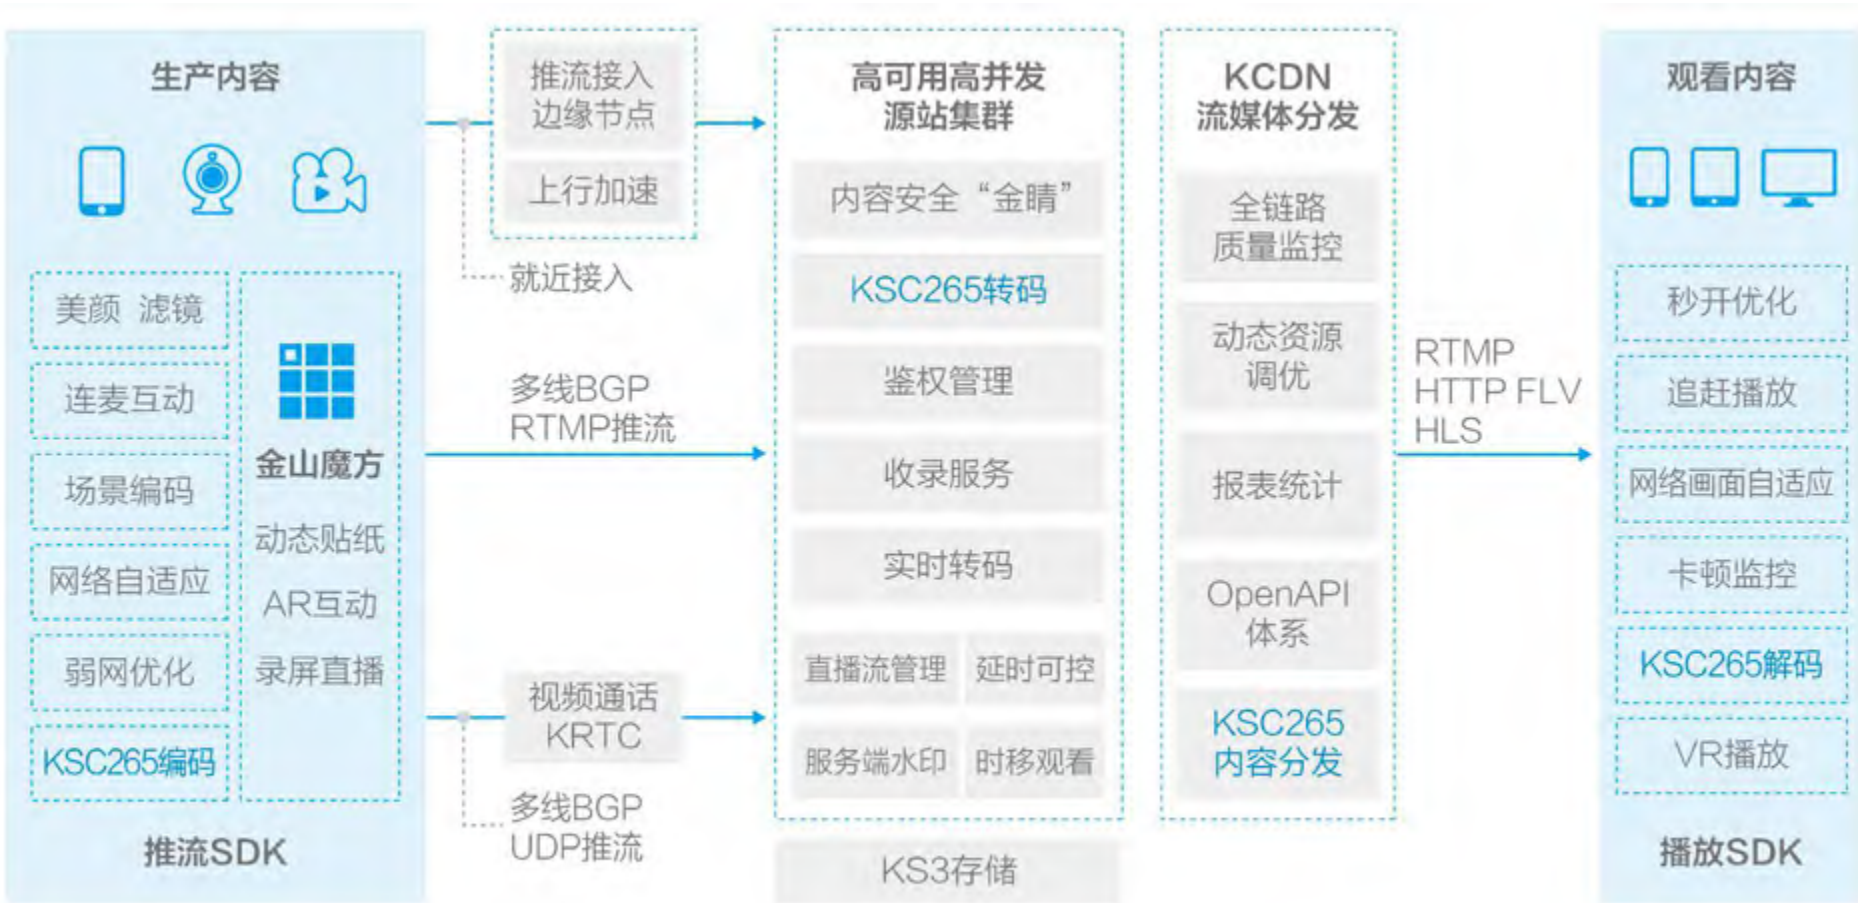 生产内容
美颜 滤镜
连麦互动
场景编码
网络自适应
弱网优化
KSC265编码
金山魔方
动态贴纸
AR互动
录屏直播
推流SDK
推流接入
边缘节点
上行加速
就近接入
多线BGP
RTMP推流
视频通话
KRTC
多线BGP
UDP推流
高可用高并发
源站集群
内容安全“金睛”
KSC265转码
鉴权管理
收录服务
实时转码
直播流管理
延时可控
服务端水印
时移观看
KS3存储
KCDN
流媒体分发
全链路
质量监控
动态资源
调优
报表统计
OpenAPI
体系
KSC265
内容分发
RTMP
HTTP FLV
HLS
观看内容
秒开优化
追赶播放
网络画面自适应
卡顿监控
KSC265解码
VR播放
播放SDK